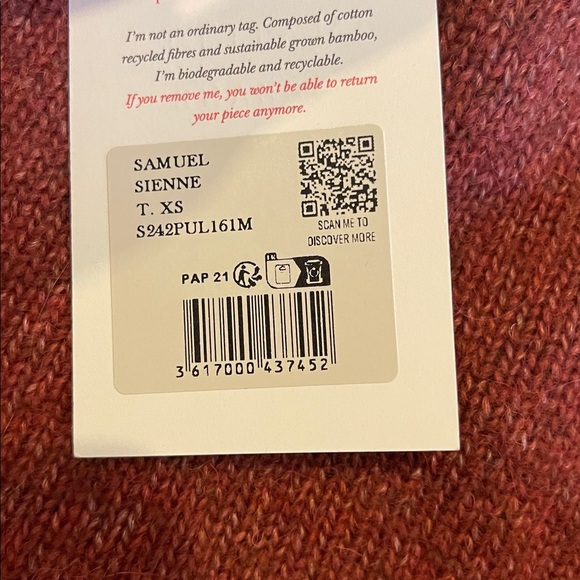 I'm not an ordinary tag. Composed of cotton
recycled fibres and sustainable grown bamboo,
I'm biodegradable and recyclable.
If you remove me, you won't be able to return
your piece anymore.
SAMUEL
SIENNE
T. XS
S242PUL161M
SCAN ME TO
DISCOVER MORE
PAP 21
3 617000 437452